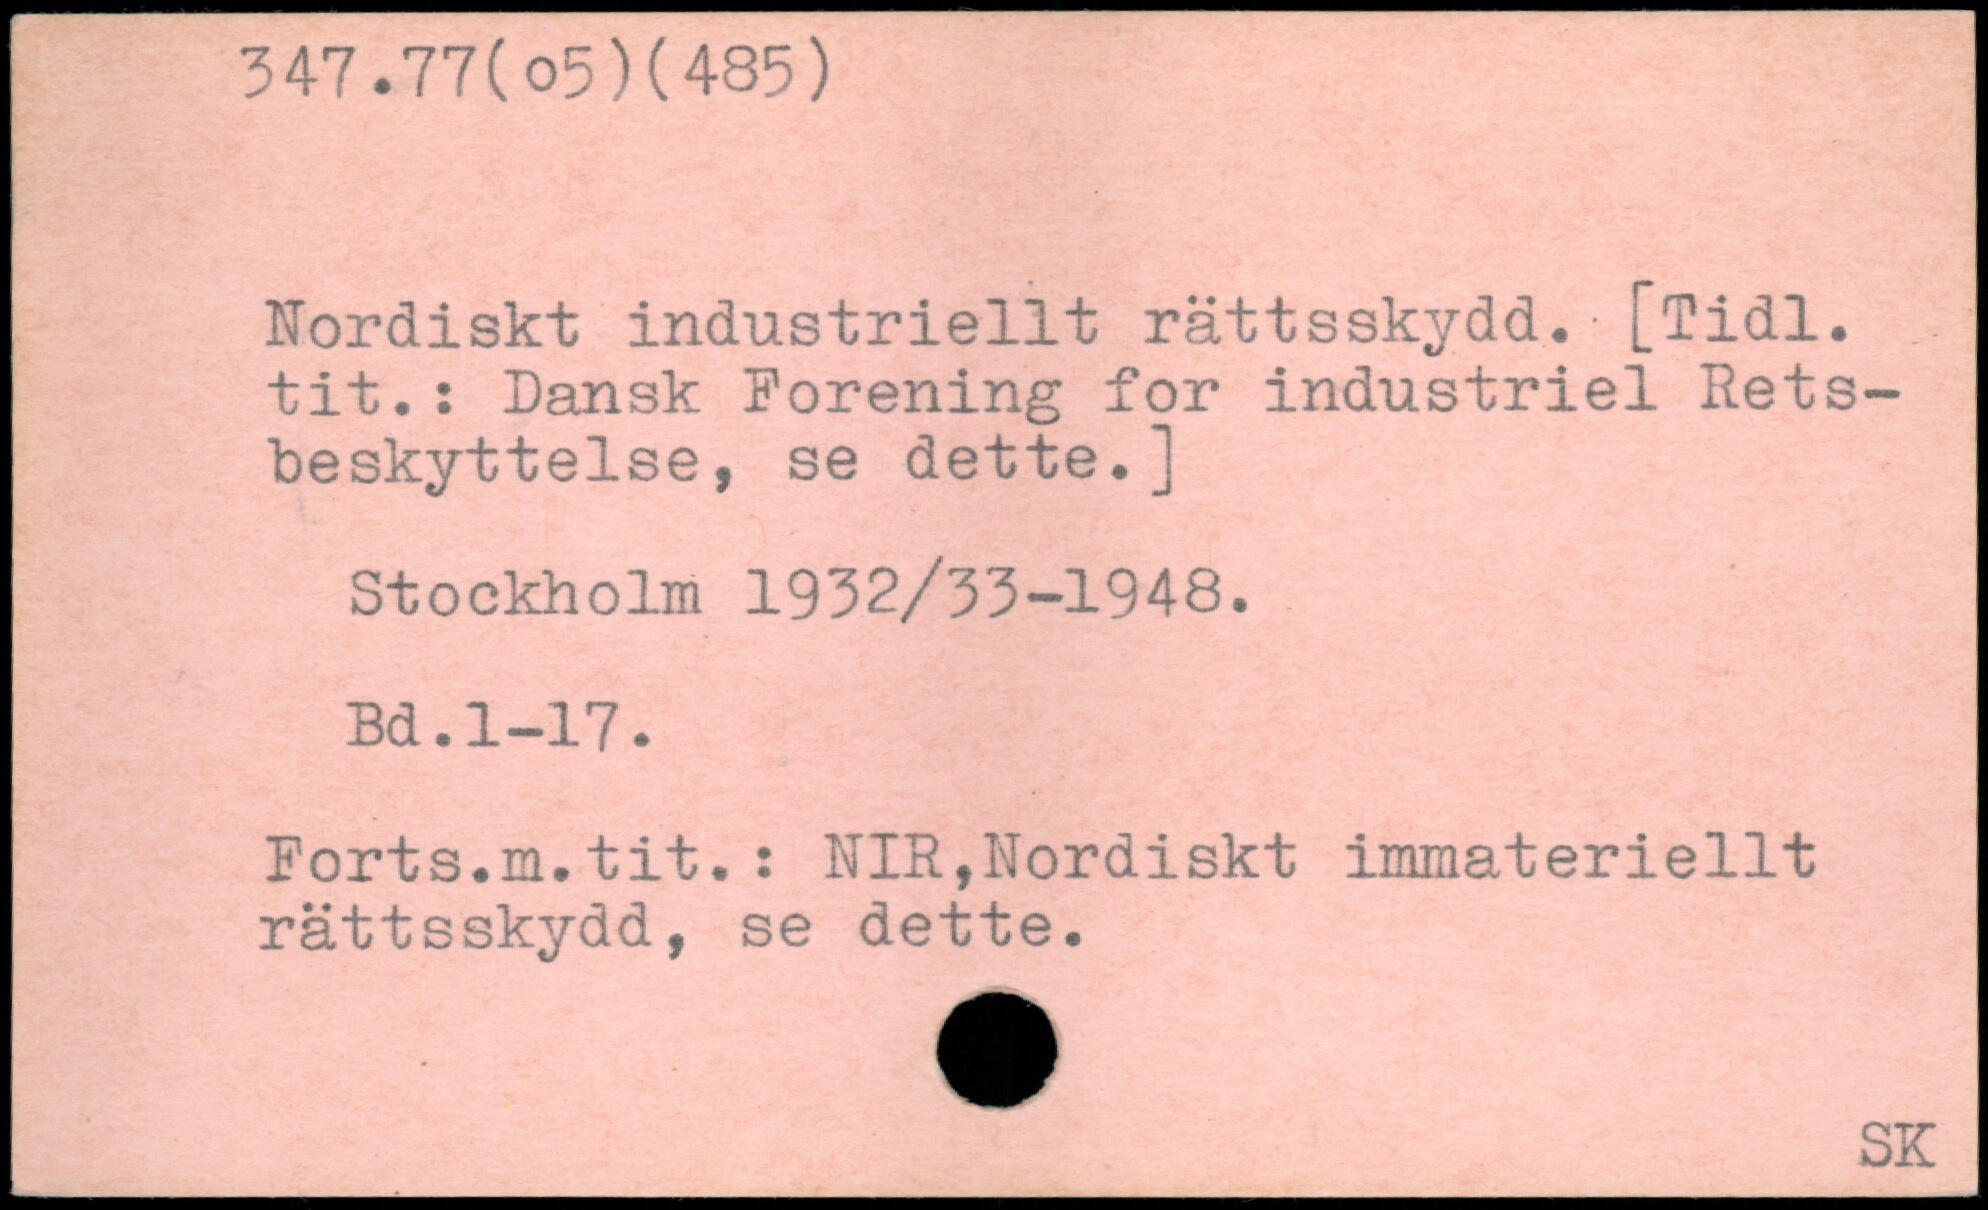 347.77(o5)(485)
Nordiskt industriellt rättsskydd. [Tidl.
tit.: Dansk Forening for industriel Rets-
beskyttelse, se dette.]
Stockholm 1932/33-1948.
Bd.1-17.
Forts.m.tit.: NIR,Nordiskt immateriellt
rättsskydd, se dette.
SK